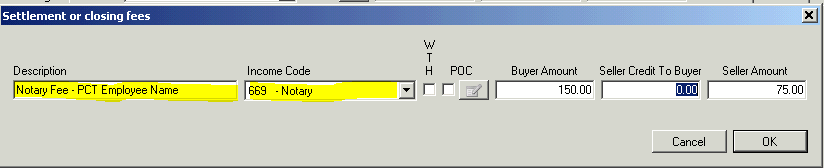 Settlement or closing fees
W
T
Description Income Code H POC Buyer Amount Seller Credit To Buyer Seller Amount
Notary Fee - PCT Employee Name 669 - Notary 150.00 0.00 75.00
Cancel OK